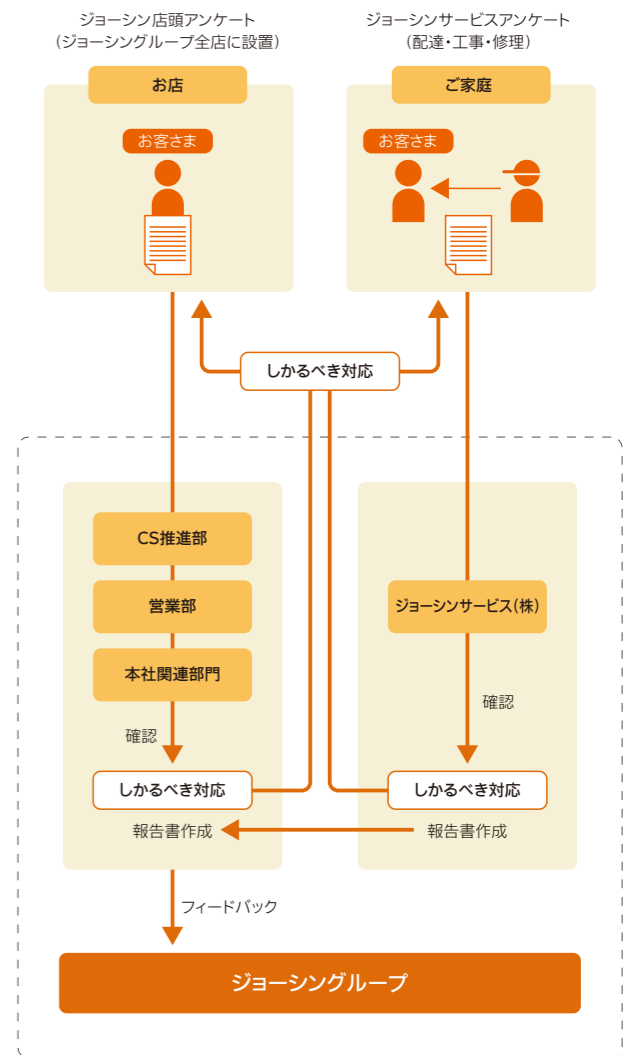 ジョーシン店頭アンケート
(ジョーシングループ全店に設置)
お店
お客さま
ジョーシンサービスアンケート
(配達・工事・修理)
ご家庭
お客さま
しかるべき対応
CS推進部
営業部
本社関連部門
確認
しかるべき対応
報告書作成
ジョーシンサービス(株)
確認
しかるべき対応
報告書作成
フィードバック
ジョーシングループ